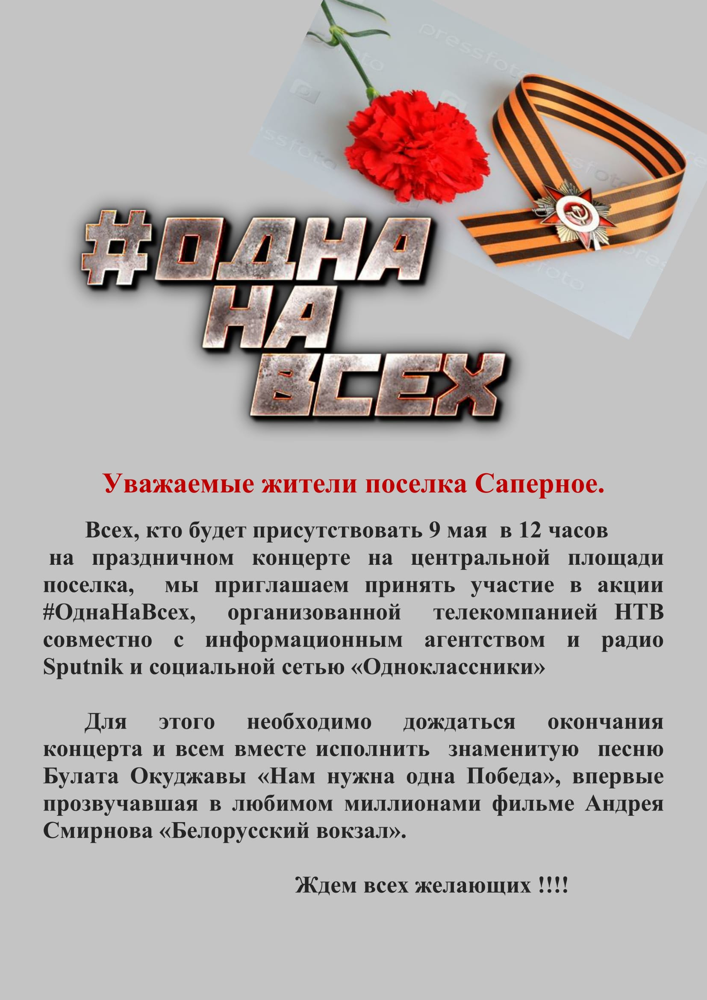 pressfoto
#ОДНА
НА
ВСЕХ
Уважаемые жители поселка Саперное.
Всех, кто будет присутствовать 9 мая в 12 часов
на праздничном концерте на центральной площади
поселка, мы приглашаем принять участие в акции
#ОднаНаВсех, организованной телекомпанией НТВ
совместно с информационным агентством и радио
Sputnik и социальной сетью «Одноклассники»
Для этого необходимо дождаться окончания
концерта и всем вместе исполнить знаменитую песню
Булата Окуджавы «Нам нужна одна Победа», впервые
прозвучавшая в любимом миллионами фильме Андрея
Смирнова «Белорусский вокзал».
Ждем всех желающих !!!!